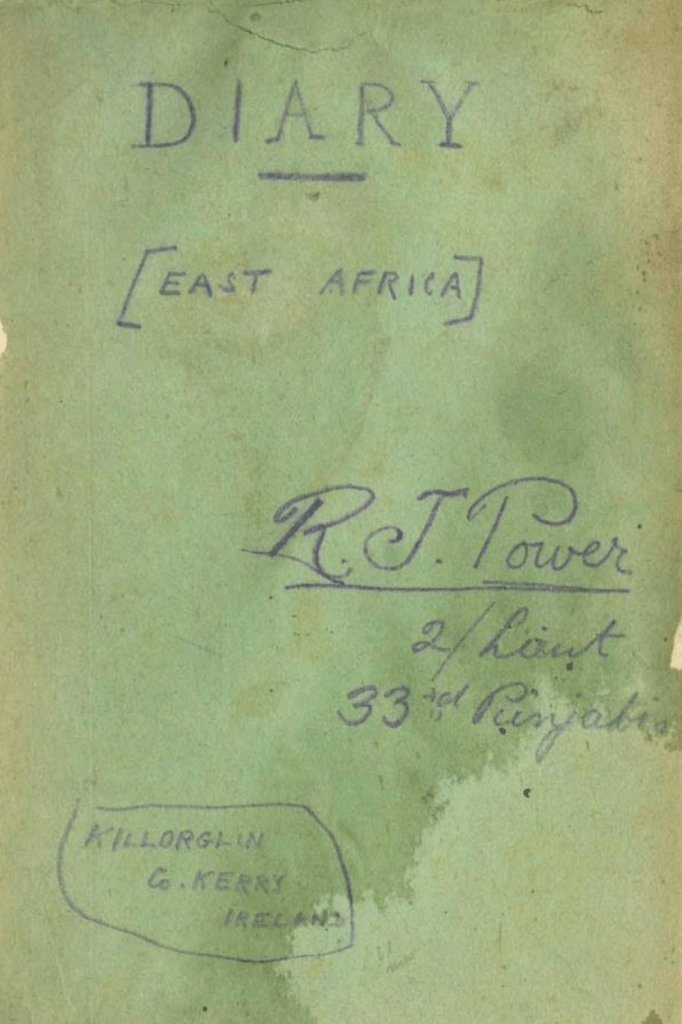 DIARY
[EAST AFRICA]
R. J. Power
2/Lieut
33rd Punjabis
KILLORGLIN
Co. KERRY
IRELAND